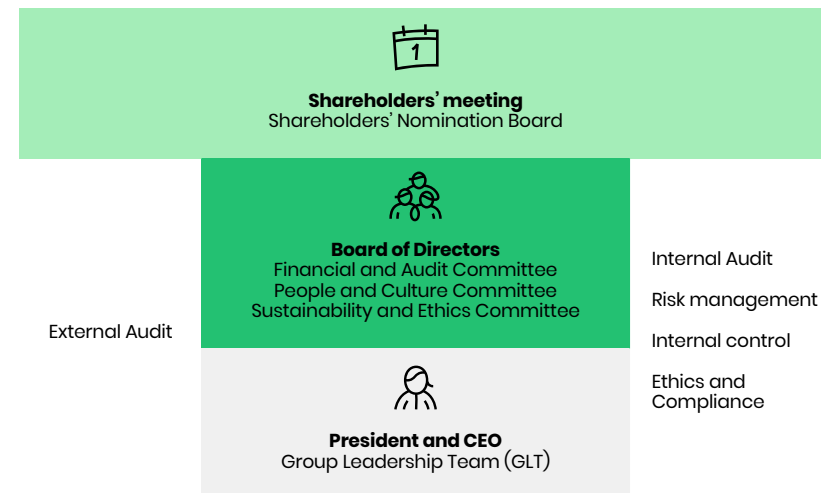 1
Shareholders’ meeting
Shareholders’ Nomination Board
Board of Directors
Financial and Audit Committee
People and Culture Committee
Sustainability and Ethics Committee
External Audit
Internal Audit
Risk management
Internal control
Ethics and
Compliance
President and CEO
Group Leadership Team (GLT)